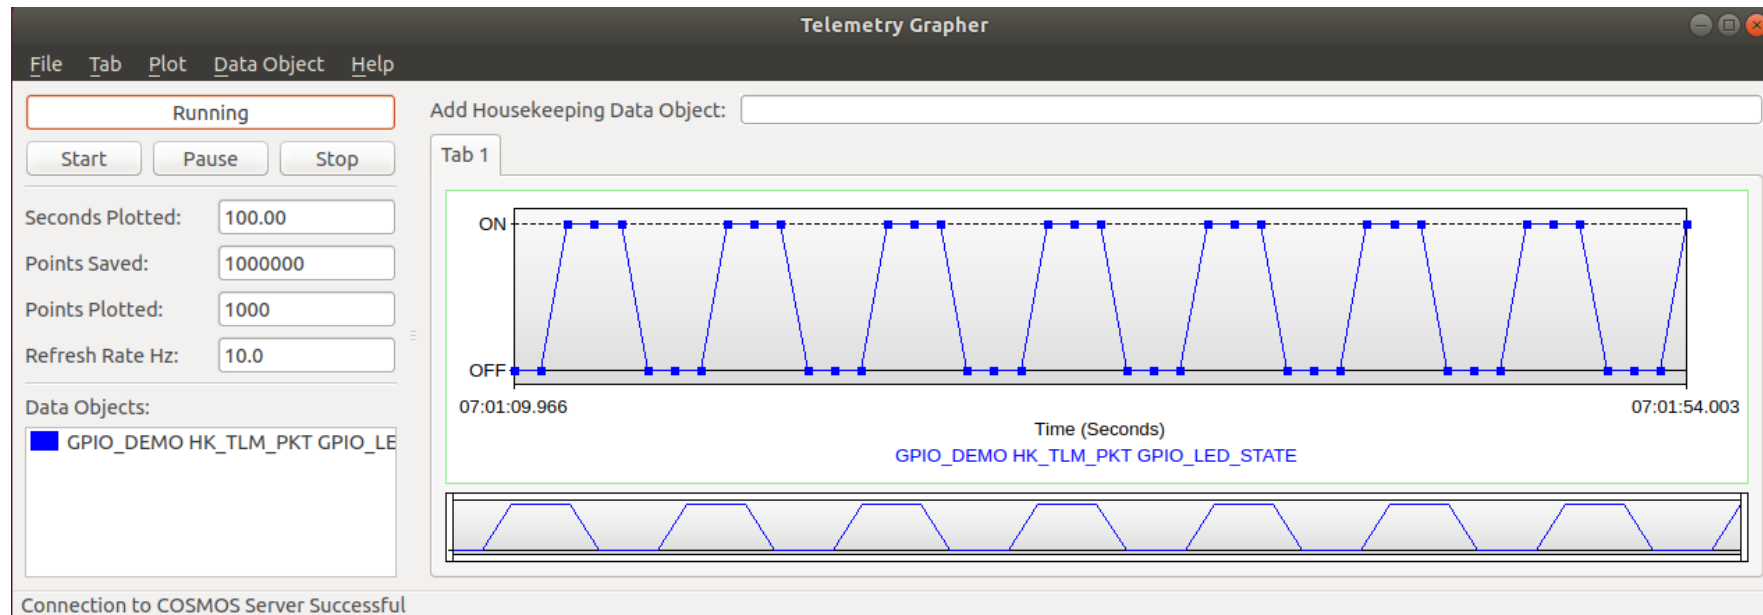 Telemetry Grapher
File Tab Plot Data Object Help
Running
Start Pause Stop
Seconds Plotted: 100.00
Points Saved: 1000000
Points Plotted: 1000
Refresh Rate Hz: 10.0
Data Objects:
GPIO_DEMO HK_TLM_PKT GPIO_LE
Add Housekeeping Data Object:
Tab 1
ON
OFF
07:01:09.966 07:01:54.003
Time (Seconds)
GPIO_DEMO HK_TLM_PKT GPIO_LED_STATE
Connection to COSMOS Server Successful